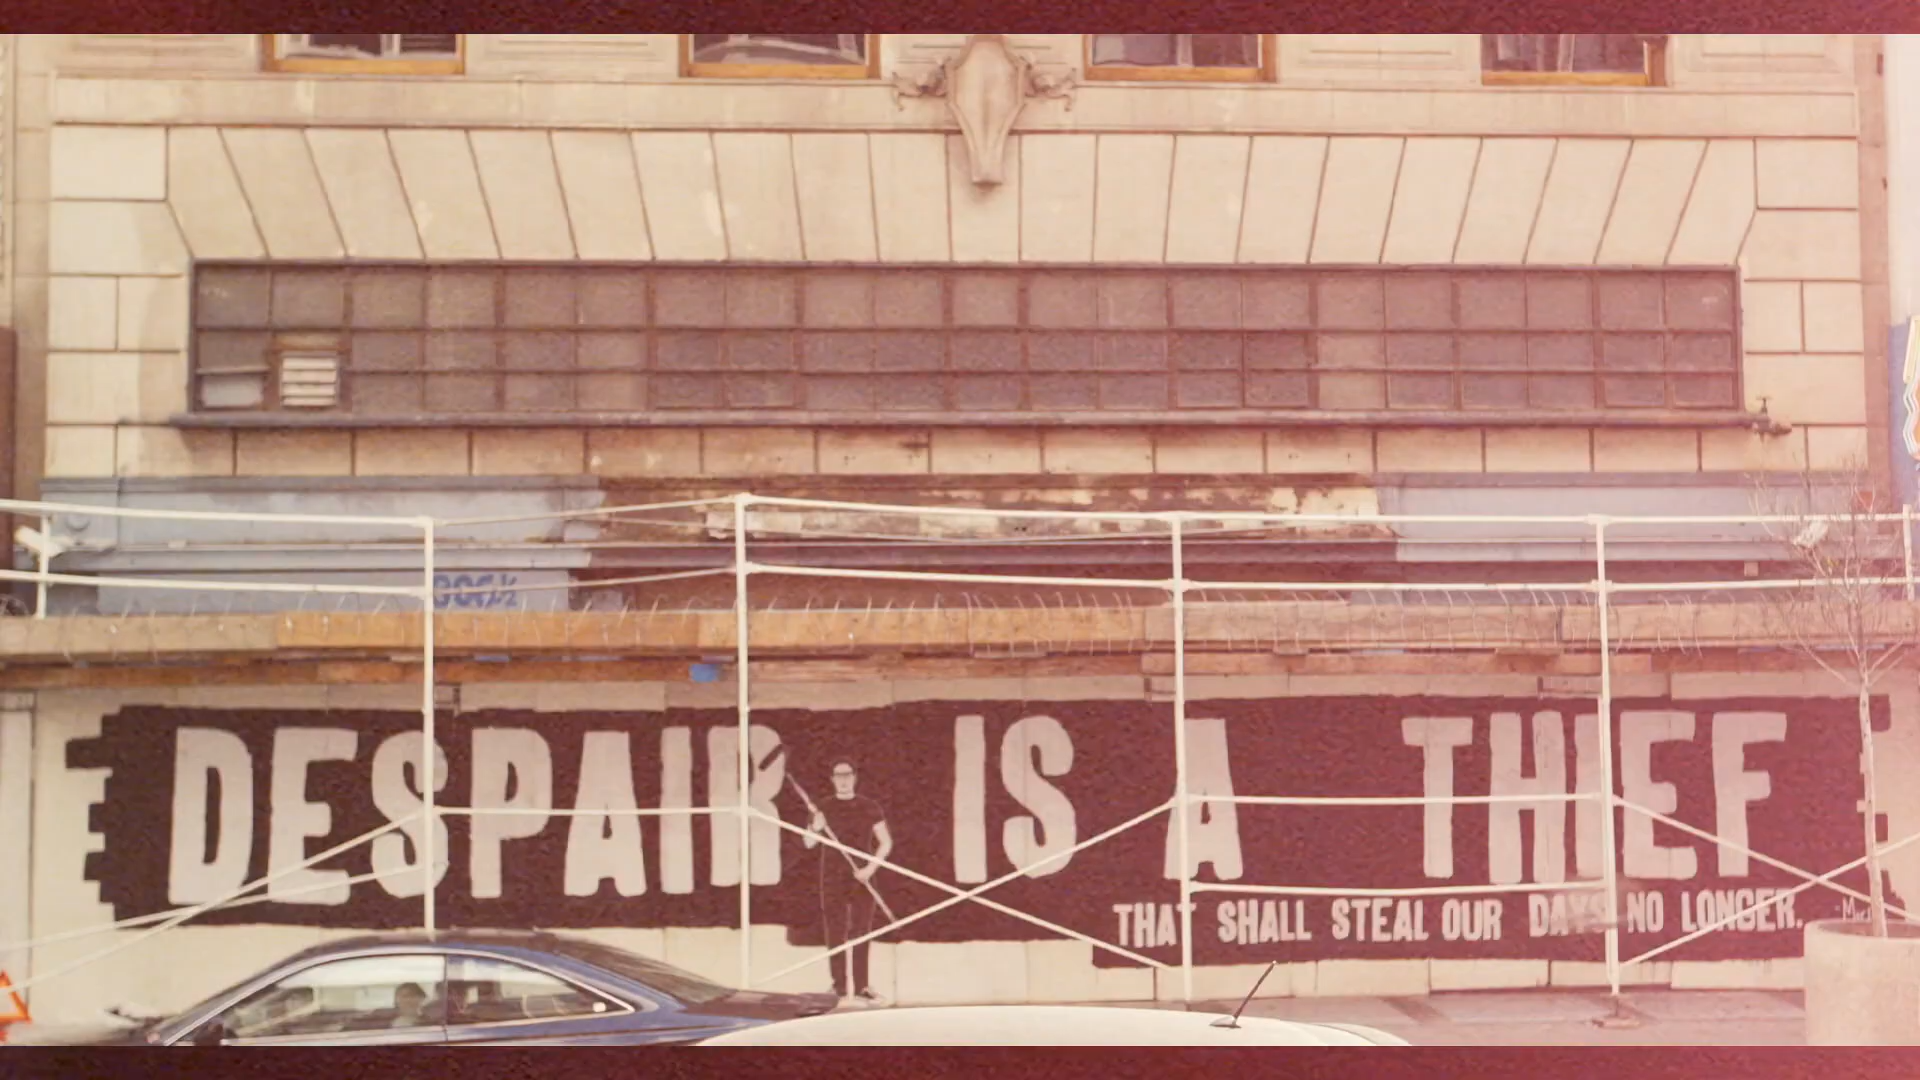 DESPAIR IS A THIEF
THAT SHALL STEAL OUR DAYS NO LONGER.